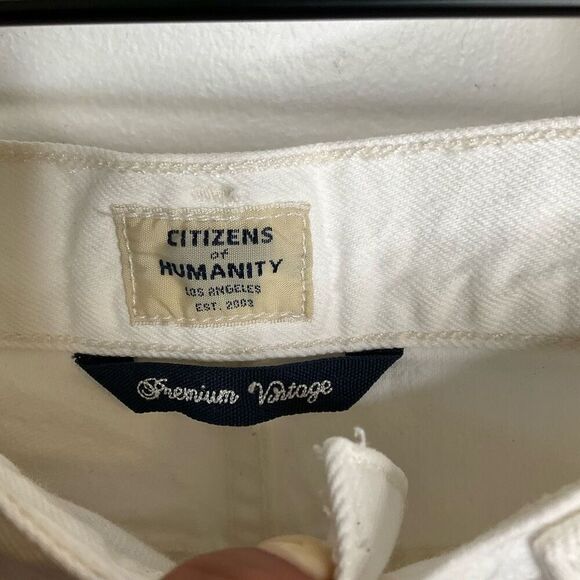 CITIZENS
of
HUMANITY
LOS ANGELES
EST. 2003
Premium Vintage